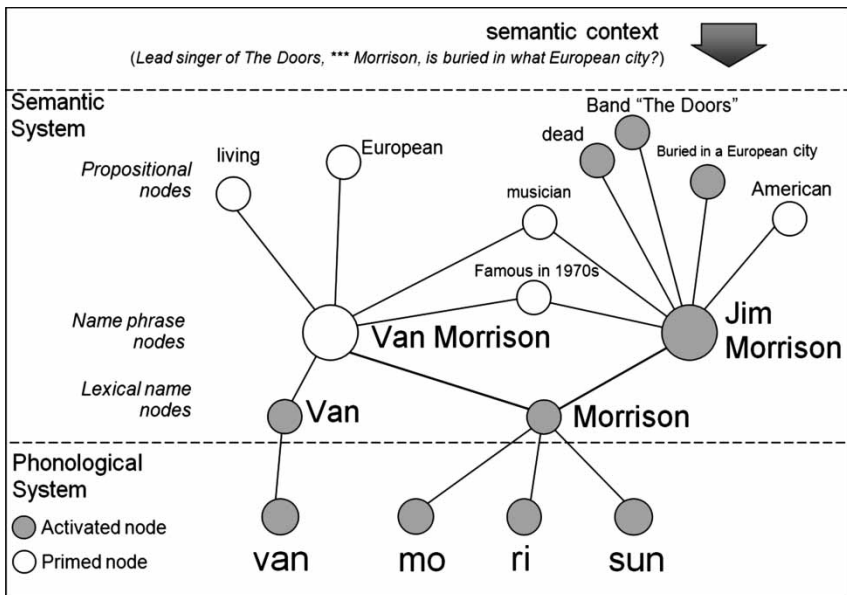 semantic context
(Lead singer of The Doors, *** Morrison, is buried in what European city?)
Semantic
System
Propositional
nodes
living
European
musician
Famous in 1970s
dead
Band “The Doors”
Buried in a European city
American
Name phrase
nodes
Van Morrison
Jim
Morrison
Lexical name
nodes
Van
Morrison
Phonological
System
Activated node
Primed node
van
mo
ri
sun